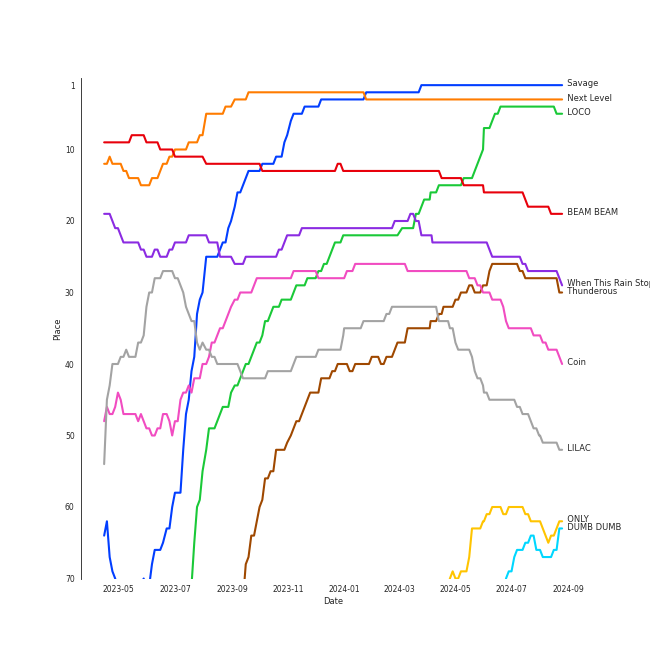 1
10
20
30
40
50
60
70
Place
2023-05
2023-07
2023-09
2023-11
2024-01
2024-03
2024-05
2024-07
2024-09
Date
Savage
Next Level
LOCO
BEAM BEAM
When This Rain Stop
Thunderous
Coin
LILAC
ONLY
DUMB DUMB